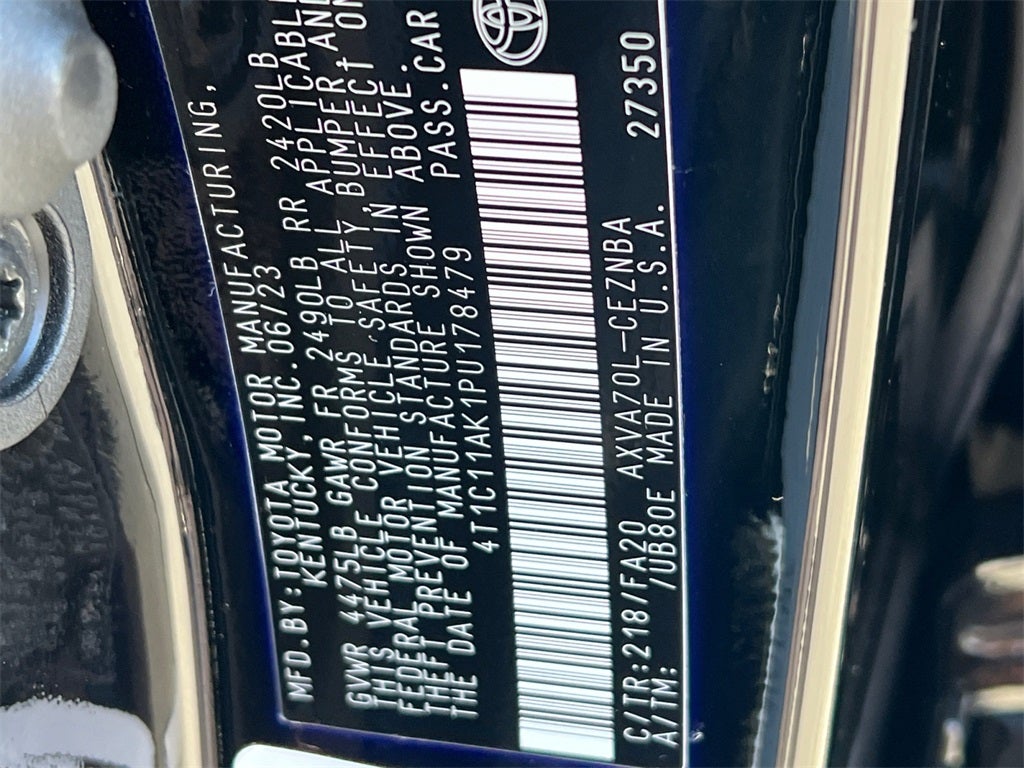 MFD.BY:TOYOTA MOTOR MANUFACTURING,
KENTUCKY, INC.06/23
GVWR 4475LB GAWR FR 2490LB RR 2420LB
THIS VEHICLE CONFORMS TO ALL APPLICABL
FEDERAL MOTOR VEHICLE SAFETY, BUMPER, AND
THEFT PREVENTION STANDARDS IN EFFECT ON
THE DATE OF MANUFACTURE SHOWN ABOVE.
4T1C11AK1PU178479 PASS.CAR
C/TR:218/FA20 AXVA70L-CEZNBA
A/TM: /UB80E MADE IN U.S.A. 27350